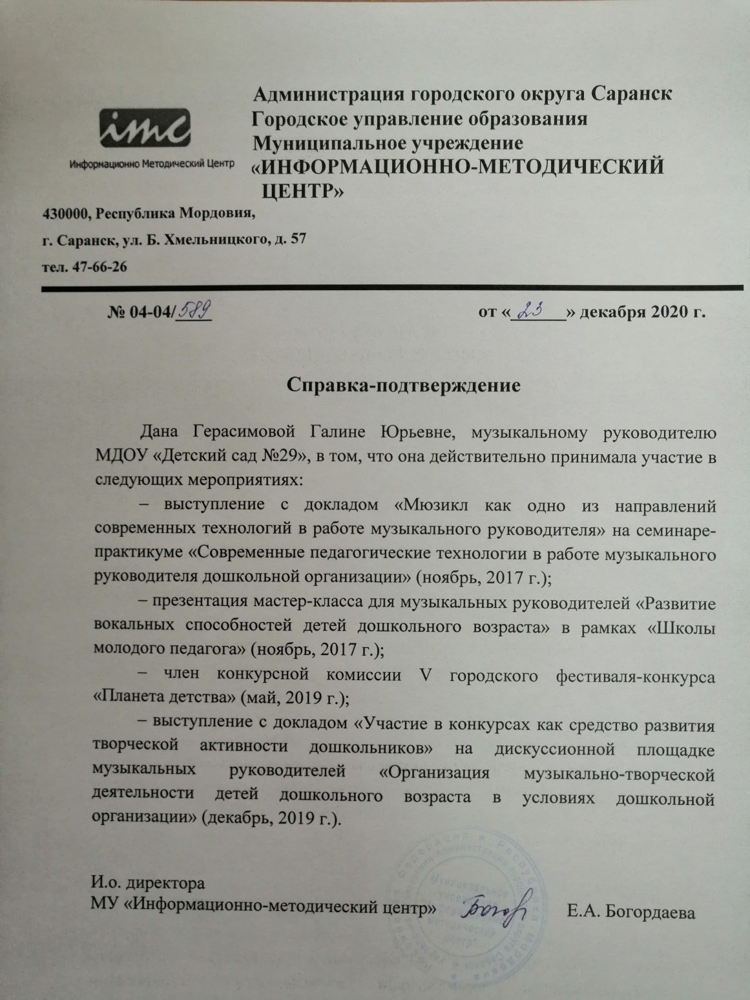 Администрация городского округа Саранск
Городское управление образования
Муниципальное учреждение
«ИНФОРМАЦИОННО-МЕТОДИЧЕСКИЙ
ЦЕНТР»
imc
Информационно Методический Центр
430000, Республика Мордовия,
г. Саранск, ул. Б. Хмельницкого, д. 57
тел. 47-66-26
№ 04-04/589 от «23» декабря 2020 г.
Справка-подтверждение
Дана Герасимовой Галине Юрьевне, музыкальному руководителю
МДОУ «Детский сад №29», в том, что она действительно принимала участие в
следующих мероприятиях:
– выступление с докладом «Мюзикл как одно из направлений
современных технологий в работе музыкального руководителя» на семинаре-
практикуме «Современные педагогические технологии в работе музыкального
руководителя дошкольной организации» (ноябрь, 2017 г.);
– презентация мастер-класса для музыкальных руководителей «Развитие
вокальных способностей детей дошкольного возраста» в рамках «Школы
молодого педагога» (ноябрь, 2017 г.);
– член конкурсной комиссии V городского фестиваля-конкурса
«Планета детства» (май, 2019 г.);
– выступление с докладом «Участие в конкурсах как средство развития
творческой активности дошкольников» на дискуссионной площадке
музыкальных руководителей «Организация музыкально-творческой
деятельности детей дошкольного возраста в условиях дошкольной
организации» (декабрь, 2019 г.).
И.о. директора
МУ «Информационно-методический центр» Е.А. Богордаева